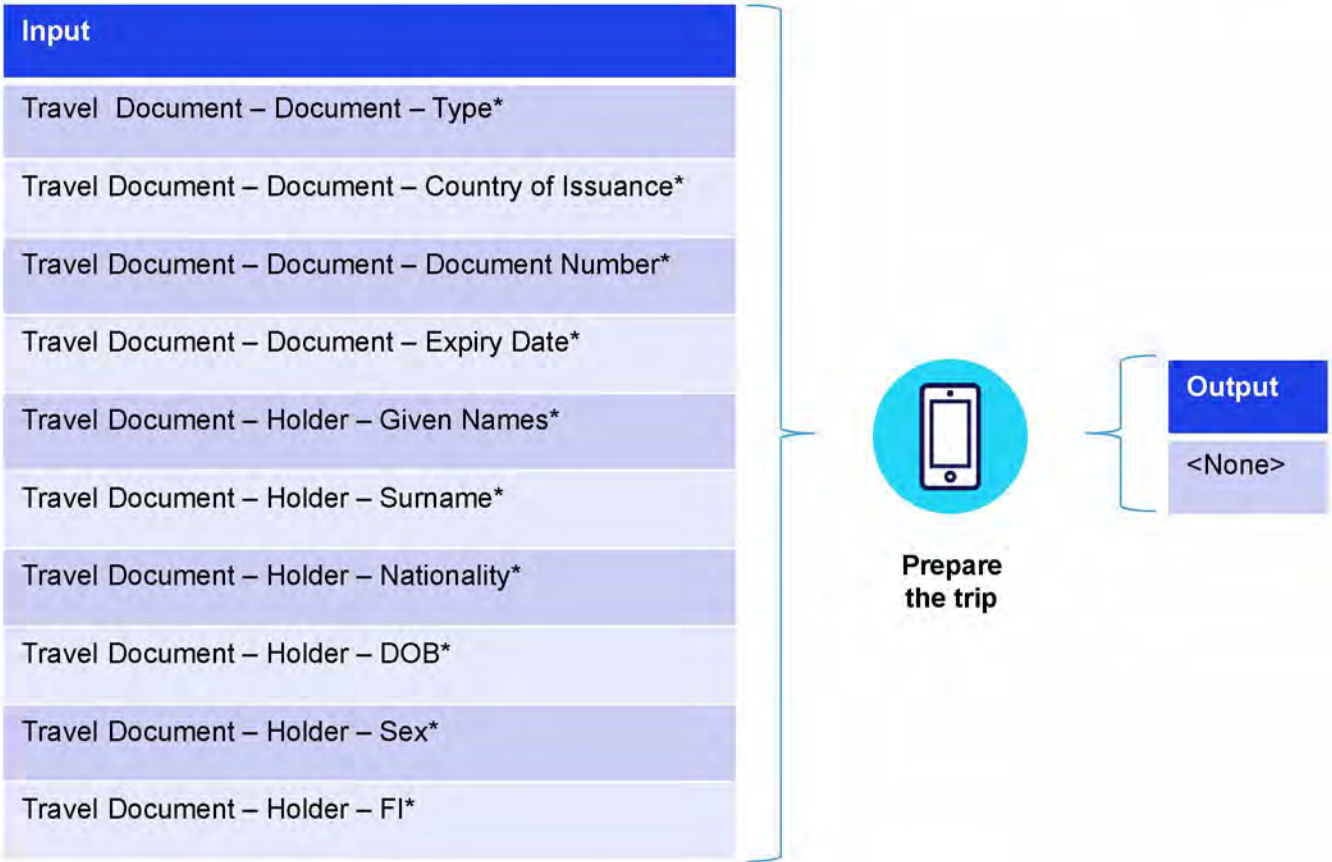 Input
Travel Document – Document – Type*
Travel Document – Document – Country of Issuance*
Travel Document – Document – Document Number*
Travel Document – Document – Expiry Date*
Travel Document – Holder – Given Names*
Travel Document – Holder – Surname*
Travel Document – Holder – Nationality*
Travel Document – Holder – DOB*
Travel Document – Holder – Sex*
Travel Document – Holder – FI*
Prepare
the trip
Output
<None>